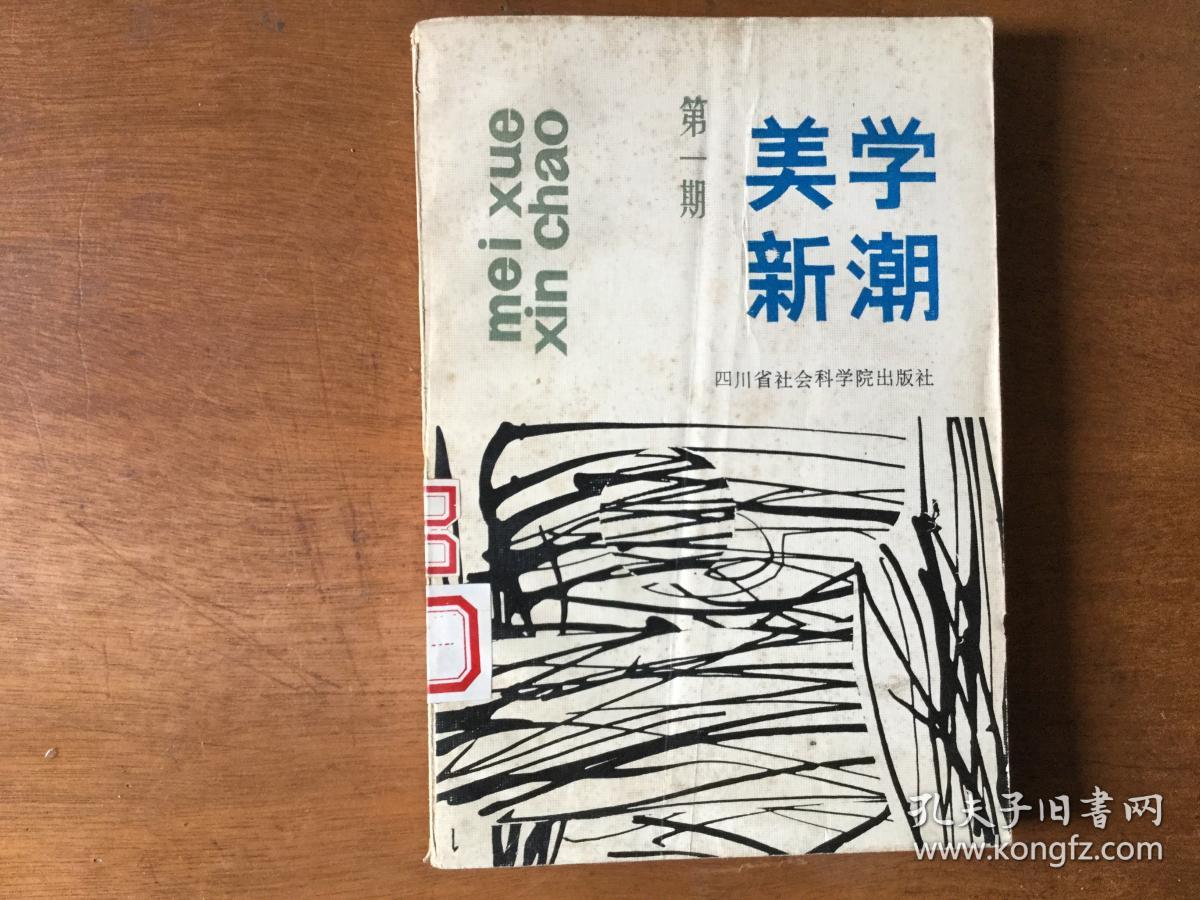 美学
新潮
第一期
mei xue
xin chao
四川省社会科学院出版社
孔夫子旧書网
www.kongfz.com